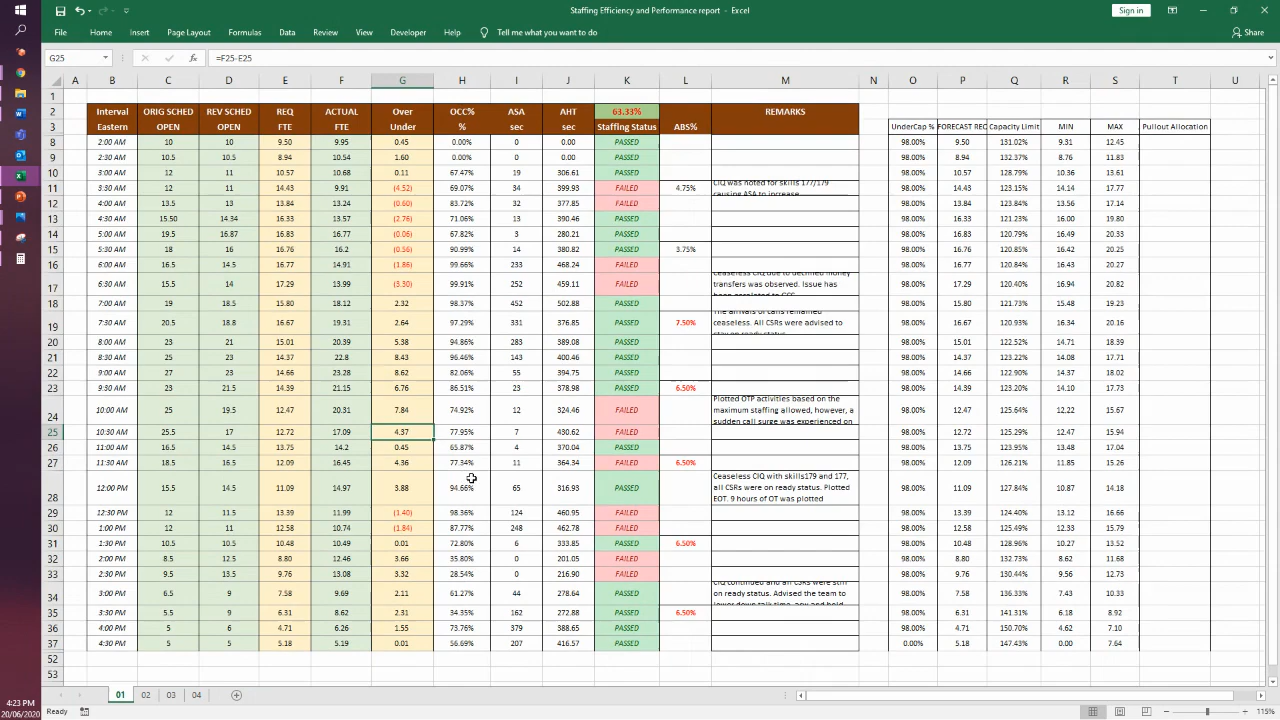 Staffing Efficiency and Performance report - Excel
Sign in
File Home Insert Page Layout Formulas Data Review View Developer Help Tell me what you want to do Share
G25 fx =F25-E25
A B C D E F G H I J K L M N O P Q R S T U
1
2 Interval ORIG SCHED REV SCHED REQ ACTUAL Over OCC% ASA AHT 63.33% REMARKS
3 Eastern OPEN OPEN FTE FTE Under % sec sec Staffing Status ABS% UnderCap % FORECAST REC Capacity Limit MIN MAX Pullout Allocation
8 2:00 AM 10 10 9.50 9.95 0.45 0.00% 0 0.00 PASSED 98.00% 9.50 131.02% 9.31 12.45
9 2:30 AM 10.5 10.5 8.94 10.54 1.60 0.00% 0 0.00 PASSED 98.00% 8.94 132.37% 8.76 11.83
10 3:00 AM 12 11 10.57 10.68 0.11 67.47% 19 306.61 PASSED 98.00% 10.57 128.79% 10.36 13.61
11 3:30 AM 12 11 14.43 9.91 (4.52) 69.07% 34 399.93 FAILED 4.75% CIQ was noted for skills 177/179 98.00% 14.43 123.15% 14.14 17.77
causing ASA to increase
12 4:00 AM 13.5 13 13.84 13.24 (0.60) 83.72% 32 377.85 FAILED 98.00% 13.84 123.84% 13.56 17.14
13 4:30 AM 15.50 14.34 16.33 13.57 (2.76) 71.06% 13 390.46 FAILED 98.00% 16.33 121.23% 16.00 19.80
14 5:00 AM 19.5 16.87 16.83 16.77 (0.06) 67.82% 3 280.21 PASSED 98.00% 16.83 120.78% 16.49 20.33
15 5:30 AM 18 16 16.76 16.2 (0.56) 90.99% 14 380.82 PASSED 3.75% 98.00% 16.76 120.85% 16.42 20.25
16 6:00 AM 16.5 14.5 16.77 14.91 (1.86) 99.66% 233 468.24 FAILED 98.00% 16.77 120.84% 16.43 20.27
Ceaseless CIQ due to declined money
17 6:30 AM 15.5 14 17.29 13.99 (3.30) 99.91% 252 459.11 FAILED transfers was observed. Issue has 98.00% 17.29 120.40% 16.94 20.82
18 7:00 AM 19 18.5 15.80 18.12 2.32 98.37% 452 502.88 PASSED 98.00% 15.80 121.73% 15.48 19.23
The arrivals of calls remained
19 7:30 AM 20.5 18.8 16.67 19.31 2.64 97.29% 331 376.85 PASSED 7.50% ceaseless. All CSRs were advised to 98.00% 16.67 120.93% 16.34 20.16
stay on ready status.
20 8:00 AM 23 21 15.01 20.39 5.38 94.86% 283 389.08 PASSED 98.00% 15.01 122.52% 14.71 18.39
21 8:30 AM 25 23 14.37 22.8 8.43 96.46% 143 400.46 PASSED 98.00% 14.37 123.22% 14.08 17.71
22 9:00 AM 27 23 14.66 23.28 8.62 82.06% 55 394.75 PASSED 98.00% 14.66 122.90% 14.37 18.02
23 9:30 AM 23 21.5 14.39 21.15 6.76 86.51% 23 378.98 PASSED 6.50% 98.00% 14.39 123.20% 14.10 17.73
Plotted OTP activities based on the
24 10:00 AM 25 19.5 12.47 20.31 7.84 74.92% 12 324.46 FAILED maximum staffing allowed, however, a 98.00% 12.47 125.64% 12.22 15.67
sudden call surge was experienced on
25 10:30 AM 25.5 17 12.72 17.09 4.37 77.95% 7 430.62 FAILED 98.00% 12.72 125.29% 12.47 15.94
26 11:00 AM 16.5 14.5 13.75 14.2 0.45 65.87% 4 370.04 PASSED 98.00% 13.75 123.95% 13.48 17.04
27 11:30 AM 18.5 16.5 12.09 16.45 4.36 77.34% 11 364.34 FAILED 6.50% 98.00% 12.09 126.21% 11.85 15.26
Ceaseless CIQ with skills179 and 177,
28 12:00 PM 15.5 14.5 11.09 14.97 3.88 94.66% 65 316.93 PASSED all CSRs were on ready status. Plotted 98.00% 11.09 127.84% 10.87 14.18
EOT. 9 hours of OT was plotted
29 12:30 PM 12 11.5 13.39 11.99 (1.40) 98.36% 124 460.95 FAILED 98.00% 13.39 124.40% 13.12 16.66
30 1:00 PM 12 11 12.58 10.74 (1.84) 87.77% 248 462.78 FAILED 98.00% 12.58 125.49% 12.33 15.79
31 1:30 PM 10.5 10.5 10.48 10.49 0.01 72.80% 6 333.85 PASSED 6.50% 98.00% 10.48 128.96% 10.27 13.52
32 2:00 PM 8.5 12.5 8.80 12.46 3.66 35.80% 0 201.05 FAILED 98.00% 8.80 132.73% 8.62 11.68
33 2:30 PM 9.5 13.5 9.76 13.08 3.32 28.54% 0 216.90 FAILED 98.00% 9.76 130.44% 9.56 12.73
CIQ continued and all CSRs were still
34 3:00 PM 9.5 9 7.58 9.69 2.11 61.27% 44 278.64 FAILED on ready status. Advised the team to 98.00% 7.58 136.33% 7.43 10.33
35 3:30 PM 5.5 9 6.31 8.62 2.31 34.35% 162 272.88 PASSED 6.50% 98.00% 6.31 141.31% 6.18 8.92
36 4:00 PM 5 6 4.71 6.26 1.55 73.76% 379 388.65 PASSED 98.00% 4.71 150.70% 4.62 7.10
37 4:30 PM 5 5 5.18 5.19 0.01 56.69% 207 416.57 PASSED 0.00% 5.18 147.43% 0.00 7.64
52
53
01 02 03 04
Ready 115%
4:23 PM
20/06/2020